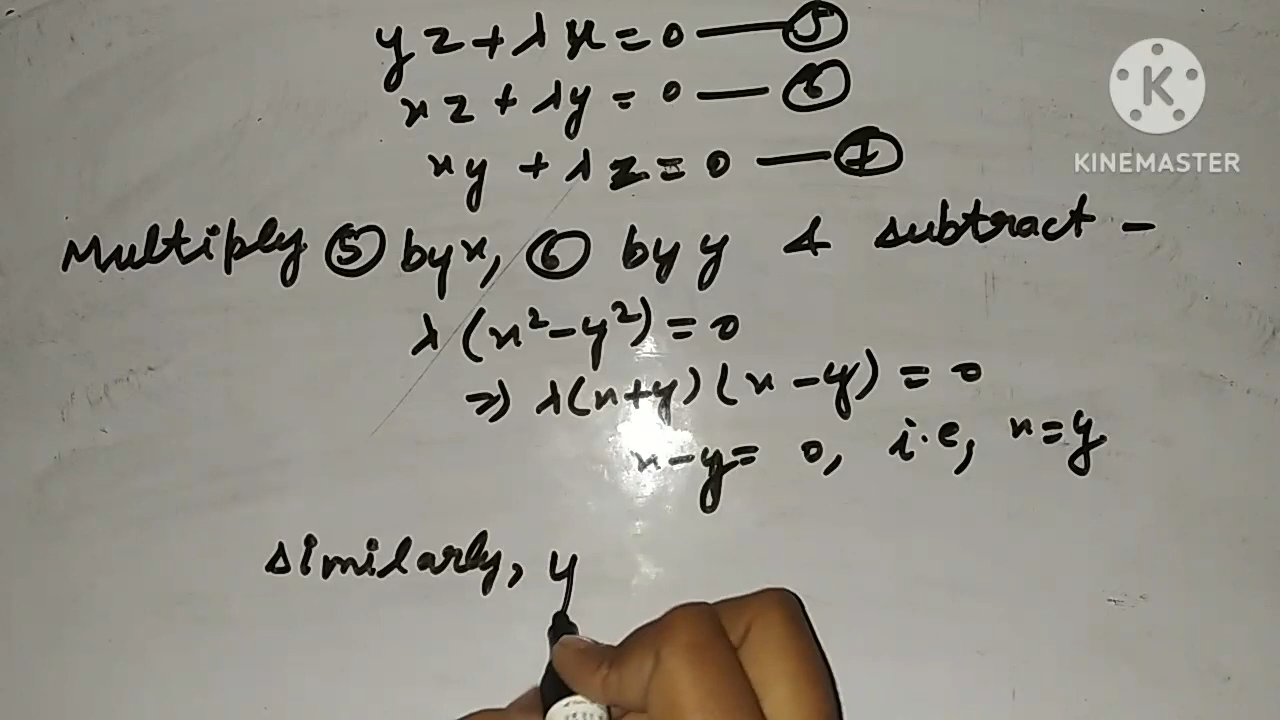 yz + λx = 0 — ⑤
xz + λy = 0 — ⑥
xy + λz = 0 — ⑦
K
KINEMASTER
Multiply ⑤ by x, ⑥ by y & subtract -
λ(x²-y²) = 0
⇒ λ(x+y)(x-y) = 0
x-y = 0, i.e, x=y
Similarly, y